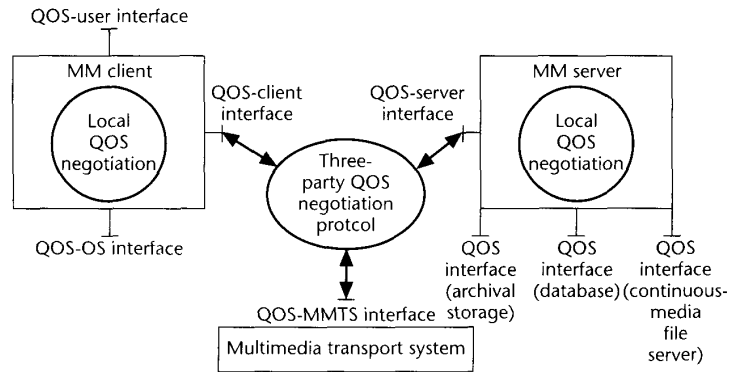 QOS-user interface
MM client
Local
QOS
negotiation
QOS-OS interface
QOS-client
interface
QOS-server
interface
Three-
party QOS
negotiation
protcol
QOS-MMTS interface
Multimedia transport system
MM server
Local
QOS
negotiation
QOS
interface
(archival
storage)
QOS
interface
(database)
QOS
interface
(continuous-
media
file
server)